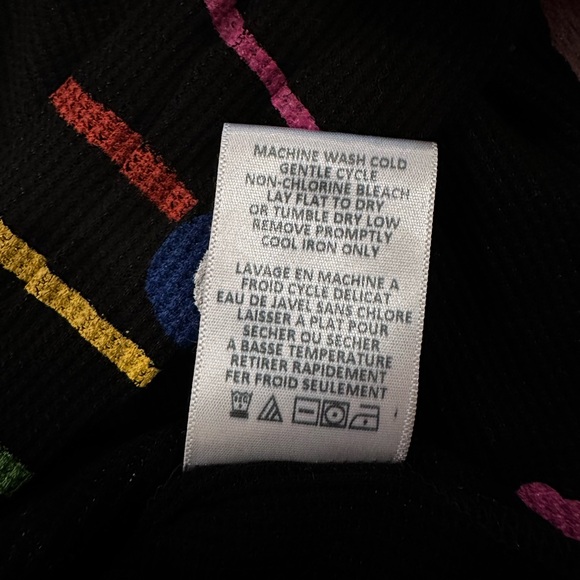 MACHINE WASH COLD
GENTLE CYCLE
NON-CHLORINE BLEACH
LAY FLAT TO DRY
OR TUMBLE DRY LOW
REMOVE PROMPTLY
COOL IRON ONLY
LAVAGE EN MACHINE A
FROID CYCLE DELICAT
EAU DE JAVEL SANS CHLORE
LAISSER A PLAT POUR
SECHER OU SECHER
A BASSE TEMPERATURE
RETIRER RAPIDEMENT
FER FROID SEULEMENT